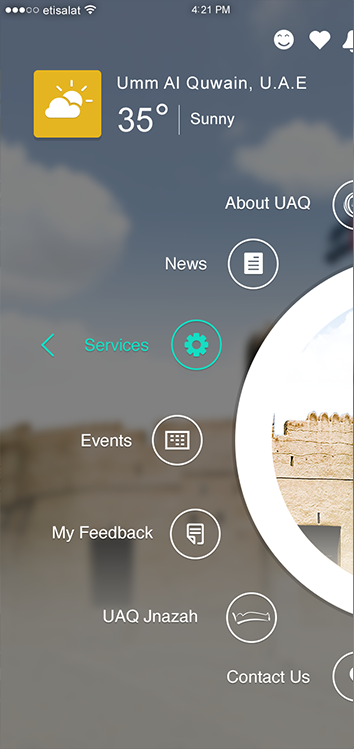 etisalat
4:21 PM
Umm Al Quwain, U.A.E
35°
Sunny
About UAQ
News
Services
Events
My Feedback
UAQ Jnazah
Contact Us